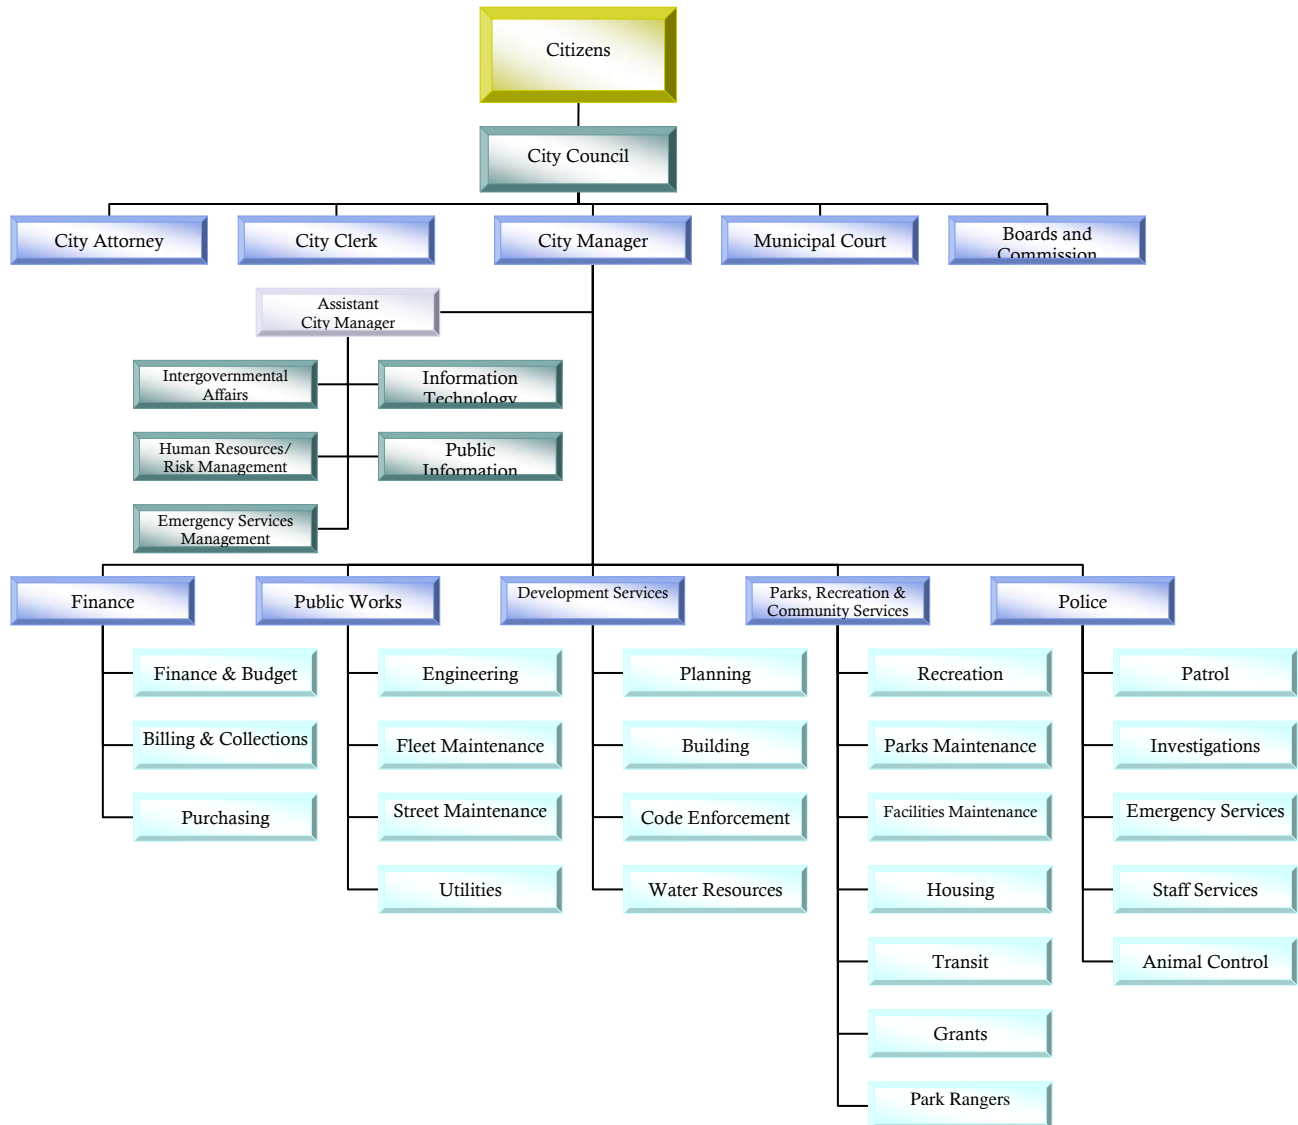 Citizens
City Council
City Attorney
City Clerk
City Manager
Municipal Court
Boards and
Commission
Assistant
City Manager
Intergovernmental
Affairs
Information
Technology
Human Resources/
Risk Management
Public
Information
Emergency Services
Management
Finance
Public Works
Development Services
Parks, Recreation &
Community Services
Police
Finance & Budget
Engineering
Planning
Recreation
Patrol
Billing & Collections
Fleet Maintenance
Building
Parks Maintenance
Investigations
Purchasing
Street Maintenance
Code Enforcement
Facilities Maintenance
Emergency Services
Utilities
Water Resources
Housing
Staff Services
Transit
Animal Control
Grants
Park Rangers